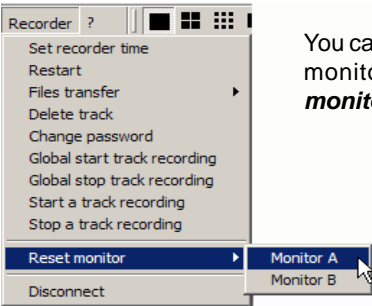 Recorder ?
Set recorder time
Restart
Files transfer
Delete track
Change password
Global start track recording
Global stop track recording
Start a track recording
Stop a track recording
Reset monitor
Monitor A
Monitor B
Disconnect
You ca
monito
monito